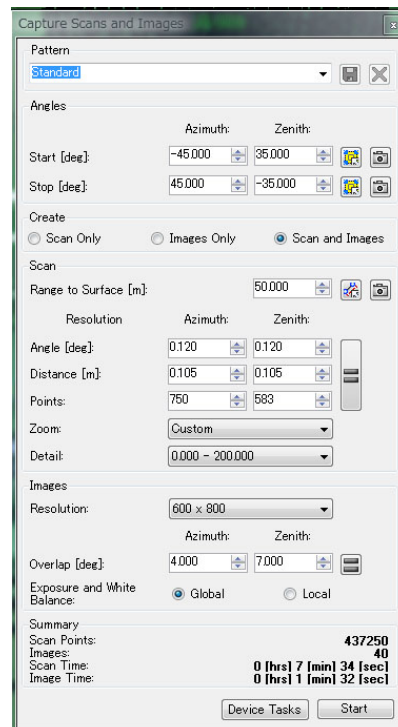 Capture Scans and Images
Pattern
Standard
Angles
Azimuth: Zenith:
Start [deg]: -45.000 35.000
Stop [deg]: 45.000 -35.000
Create
Scan Only Images Only Scan and Images
Scan
Range to Surface [m]: 50.000
Resolution Azimuth: Zenith:
Angle [deg]: 0.120 0.120
Distance [m]: 0.105 0.105
Points: 750 583
Zoom: Custom
Detail: 0.000 - 200.000
Images
Resolution: 600 x 800
Azimuth: Zenith:
Overlap [deg]: 4.000 7.000
Exposure and White
Balance: Global Local
Summary
Scan Points: 437250
Images: 40
Scan Time: 0 [hrs] 7 [min] 34 [sec]
Image Time: 0 [hrs] 1 [min] 32 [sec]
Device Tasks Start